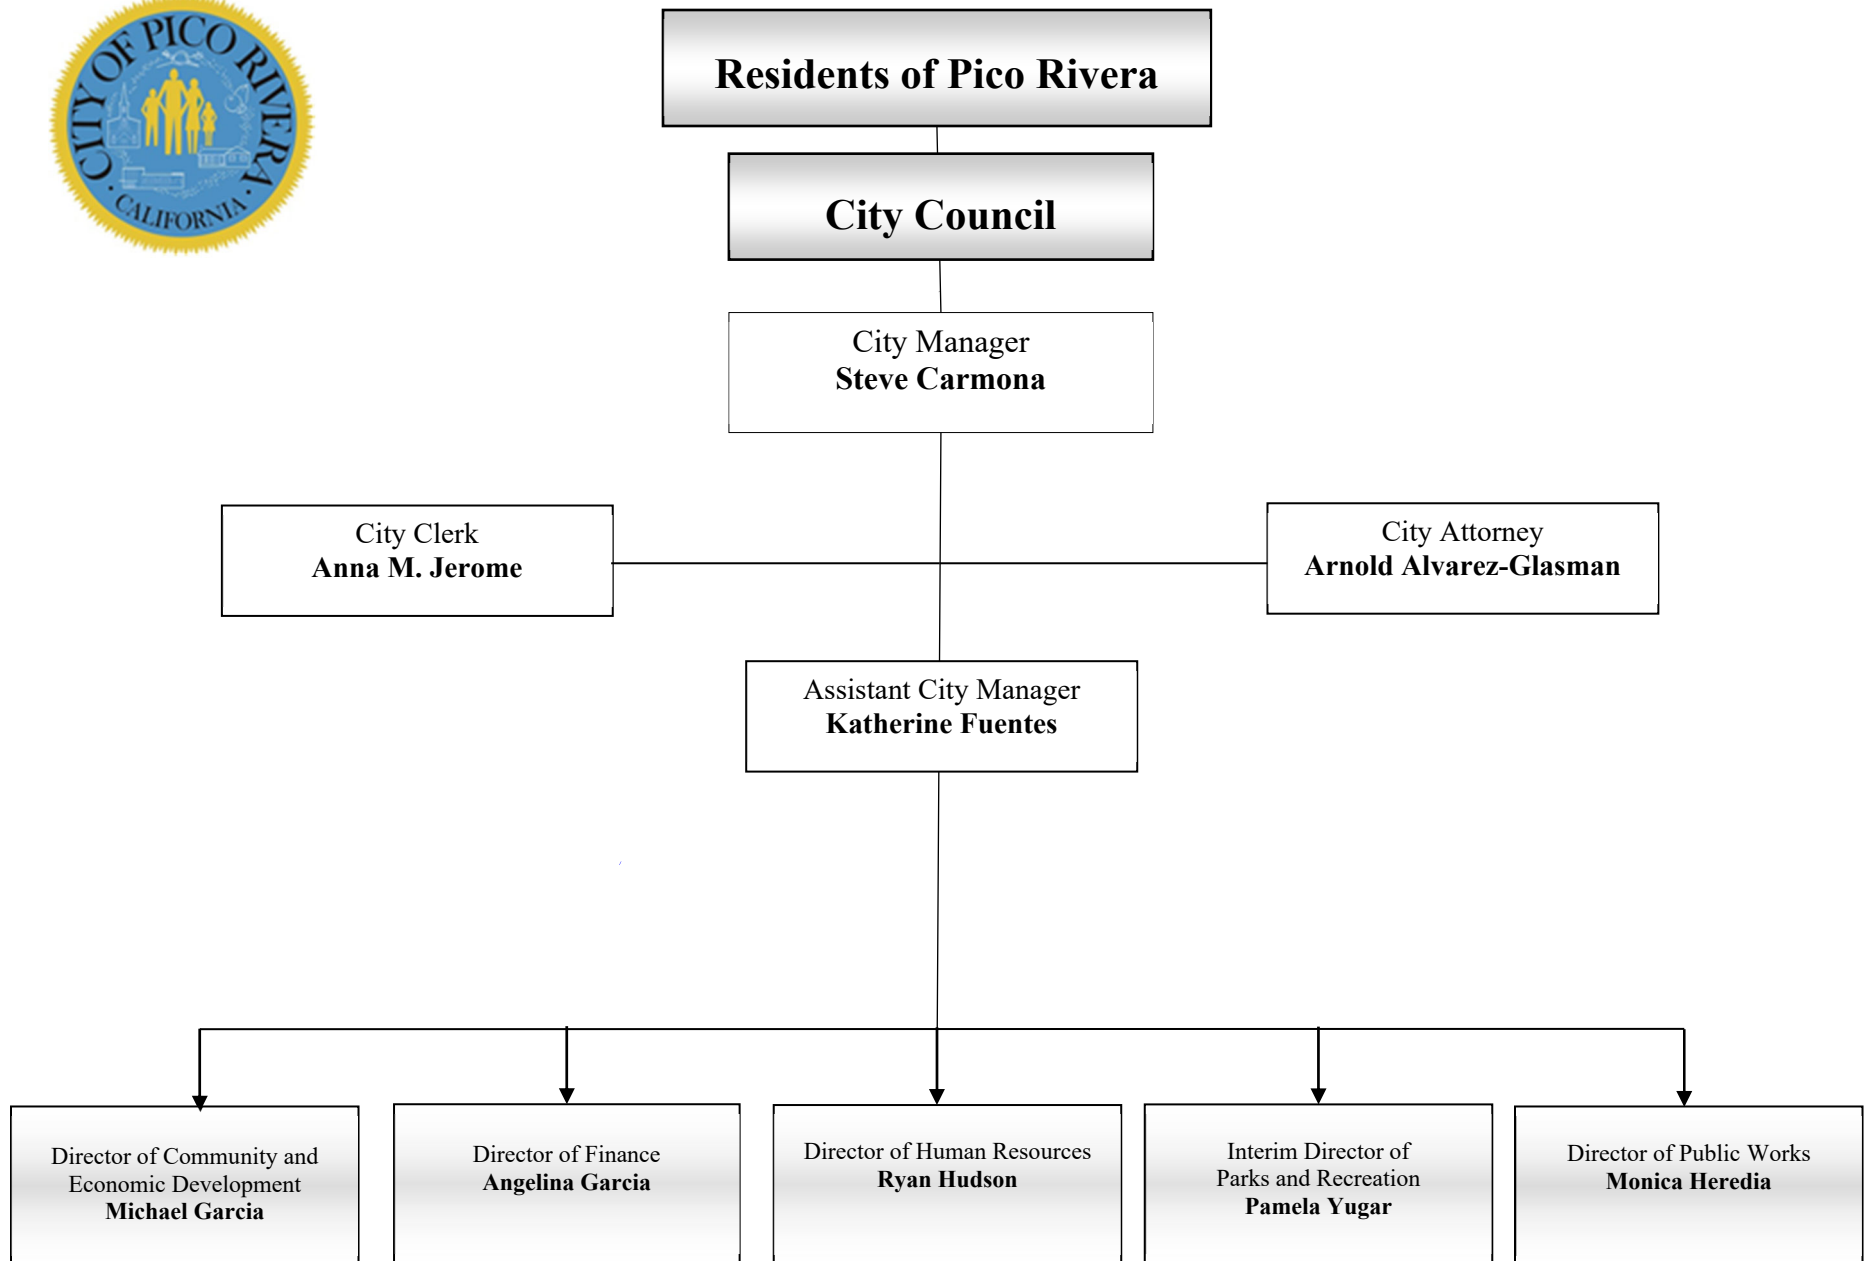 CITY OF PICO RIVERA
CALIFORNIA
Residents of Pico Rivera
City Council
City Manager
Steve Carmona
City Clerk
Anna M. Jerome
City Attorney
Arnold Alvarez-Glasman
Assistant City Manager
Katherine Fuentes
Director of Community and
Economic Development
Michael Garcia
Director of Finance
Angelina Garcia
Director of Human Resources
Ryan Hudson
Interim Director of
Parks and Recreation
Pamela Yugar
Director of Public Works
Monica Heredia